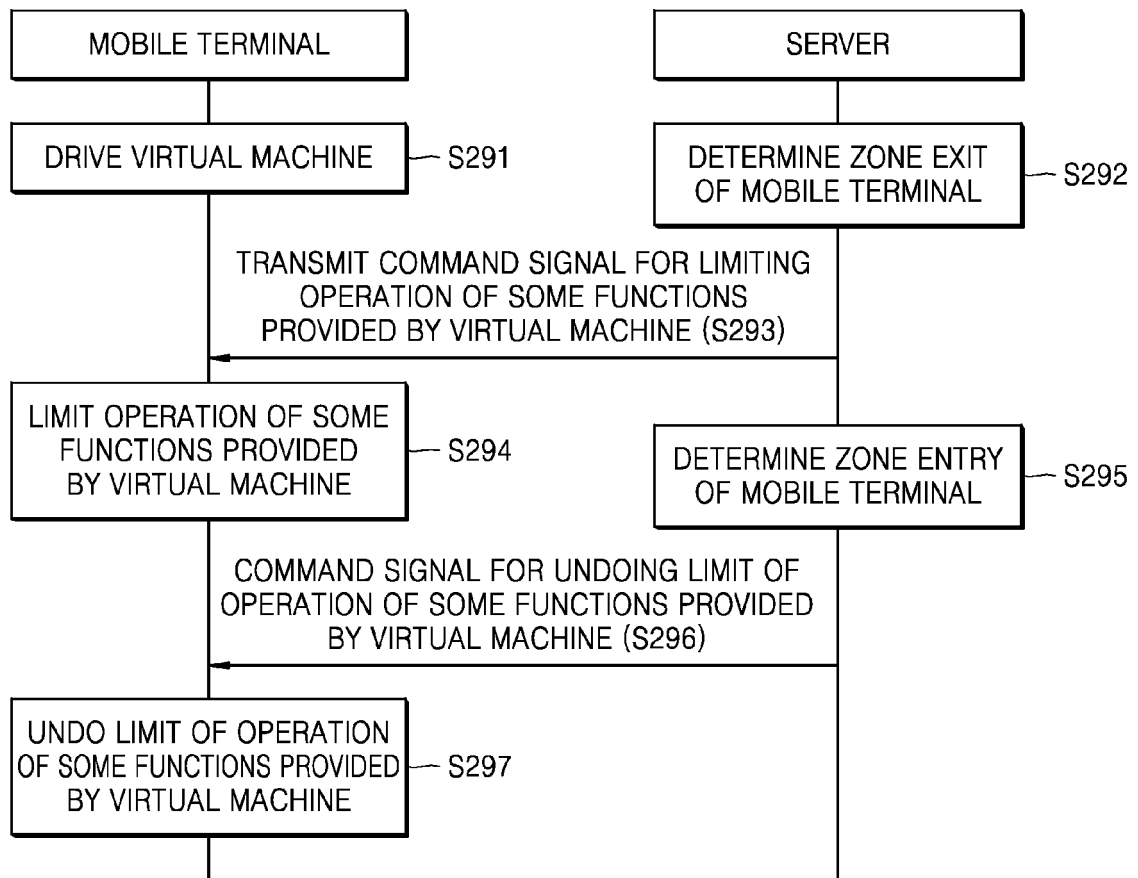 MOBILE TERMINAL
SERVER
DRIVE VIRTUAL MACHINE
S291
DETERMINE ZONE EXIT
OF MOBILE TERMINAL
S292
TRANSMIT COMMAND SIGNAL FOR LIMITING
OPERATION OF SOME FUNCTIONS
PROVIDED BY VIRTUAL MACHINE (S293)
LIMIT OPERATION OF SOME
FUNCTIONS PROVIDED
BY VIRTUAL MACHINE
S294
DETERMINE ZONE ENTRY
OF MOBILE TERMINAL
S295
COMMAND SIGNAL FOR UNDOING LIMIT OF
OPERATION OF SOME FUNCTIONS PROVIDED
BY VIRTUAL MACHINE (S296)
UNDO LIMIT OF OPERATION
OF SOME FUNCTIONS PROVIDED
BY VIRTUAL MACHINE
S297